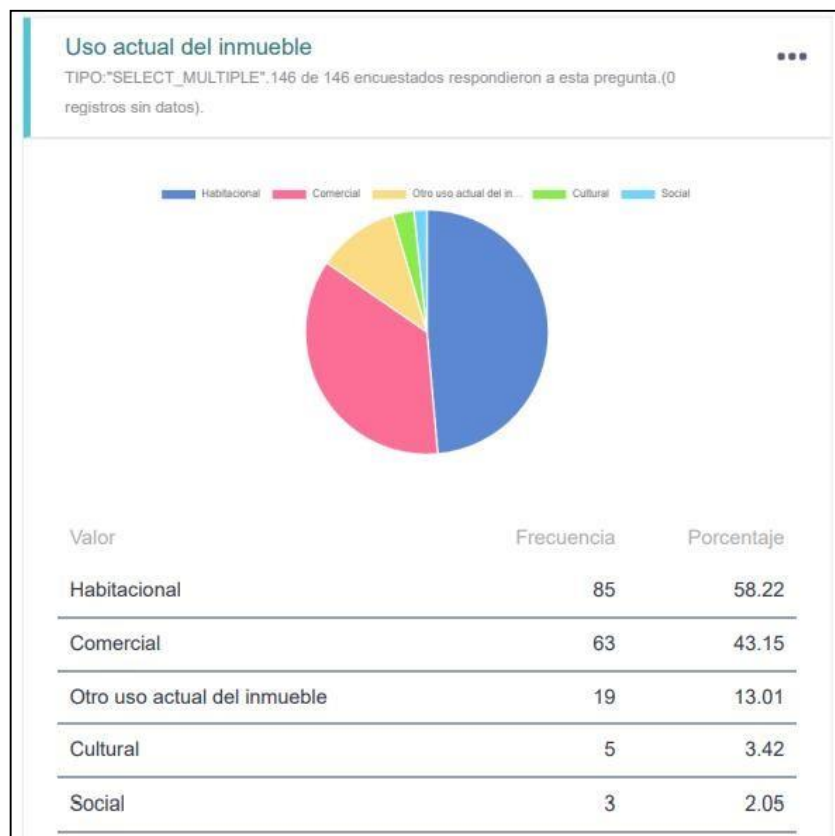 Uso actual del inmueble
TIPO:"SELECT_MULTIPLE".146 de 146 encuestados respondieron a esta pregunta.(0
registros sin datos).
Habitacional Comercial Otro uso actual del in... Cultural Social
Valor Frecuencia Porcentaje
Habitacional 85 58.22
Comercial 63 43.15
Otro uso actual del inmueble 19 13.01
Cultural 5 3.42
Social 3 2.05